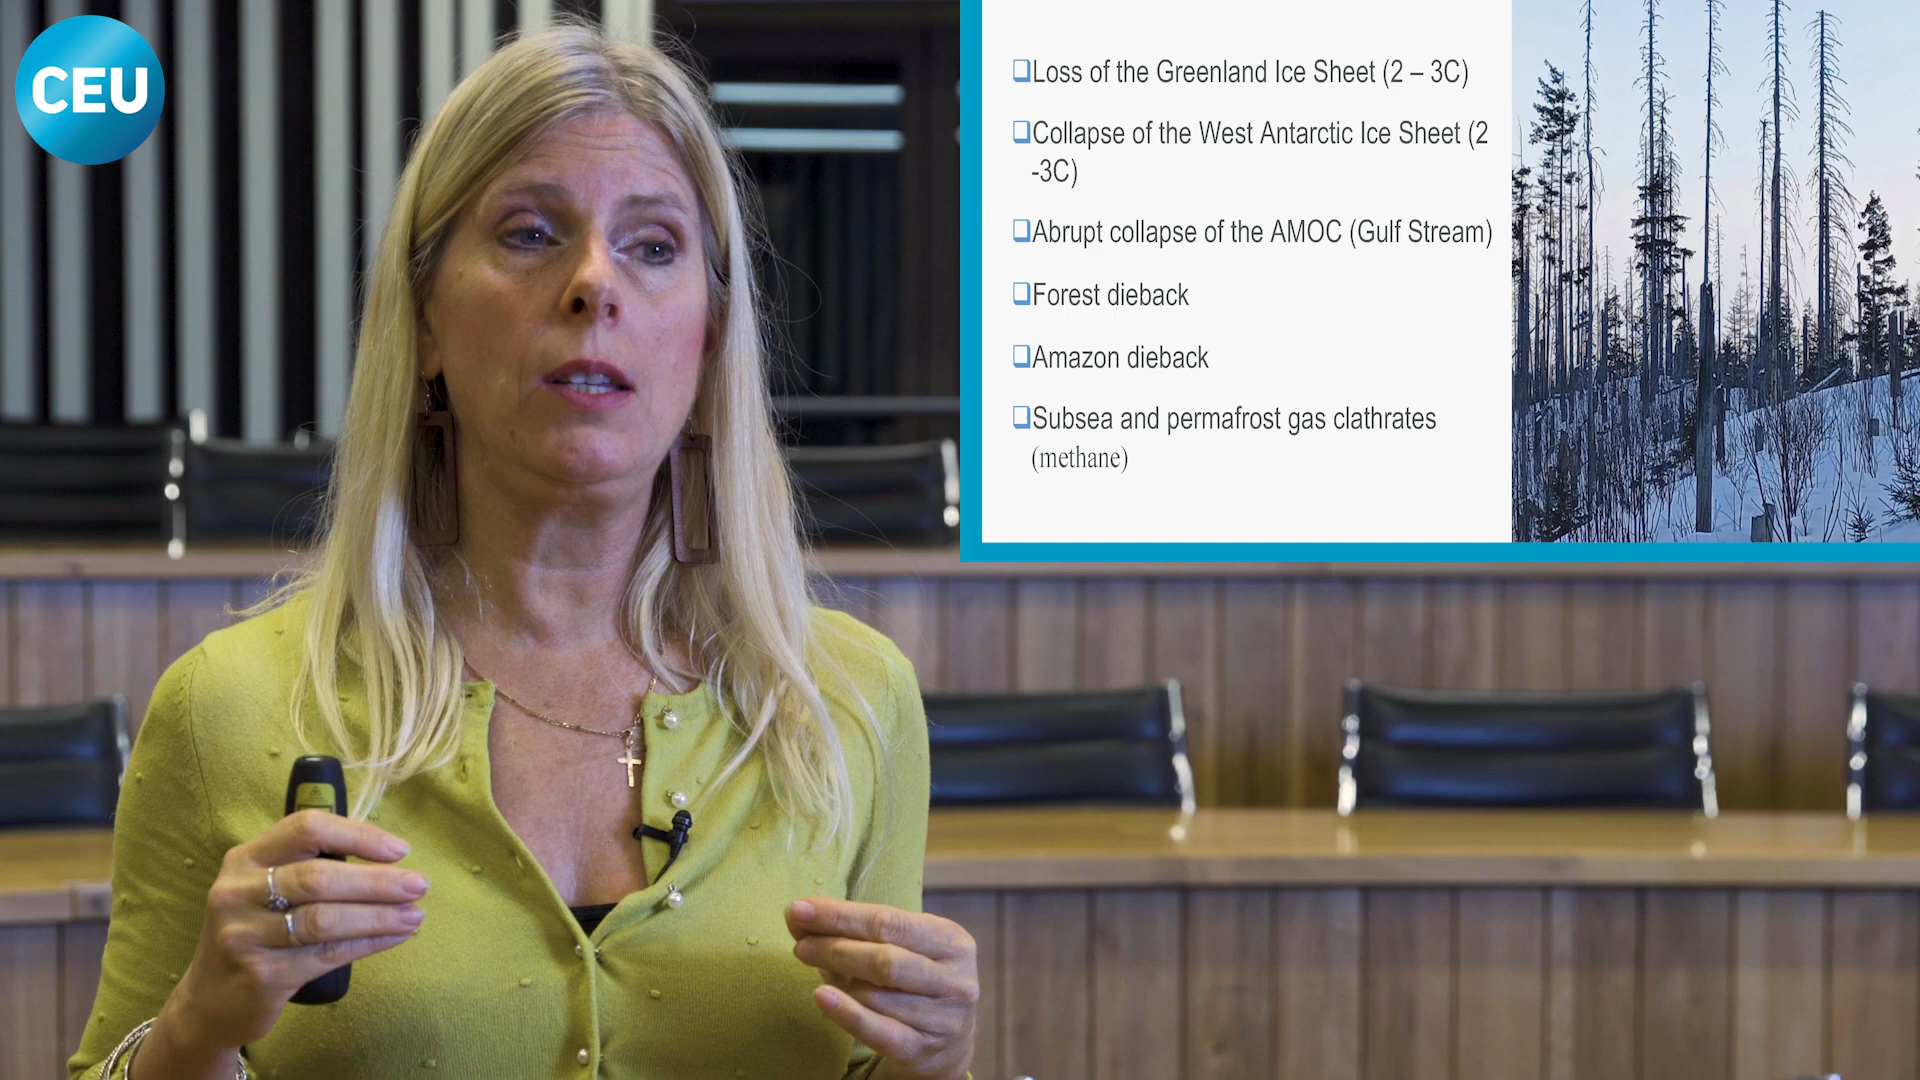 CEU
❑Loss of the Greenland Ice Sheet (2 – 3C)
❑Collapse of the West Antarctic Ice Sheet (2
-3C)
❑Abrupt collapse of the AMOC (Gulf Stream)
❑Forest dieback
❑Amazon dieback
❑Subsea and permafrost gas clathrates
(methane)